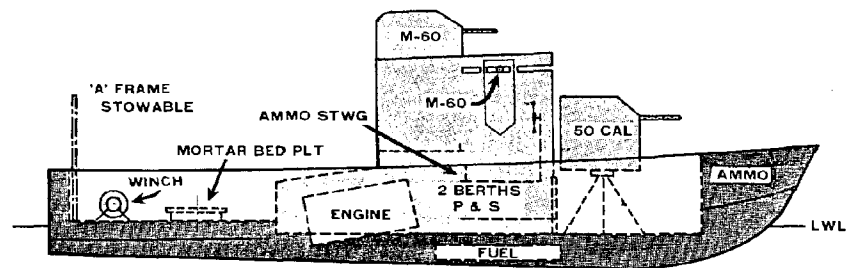 M-60
'A' FRAME
STOWABLE
M-60
AMMO STWG
50 CAL
MORTAR BED PLT
WINCH
2 BERTHS
P & S
AMMO
ENGINE
LWL
FUEL